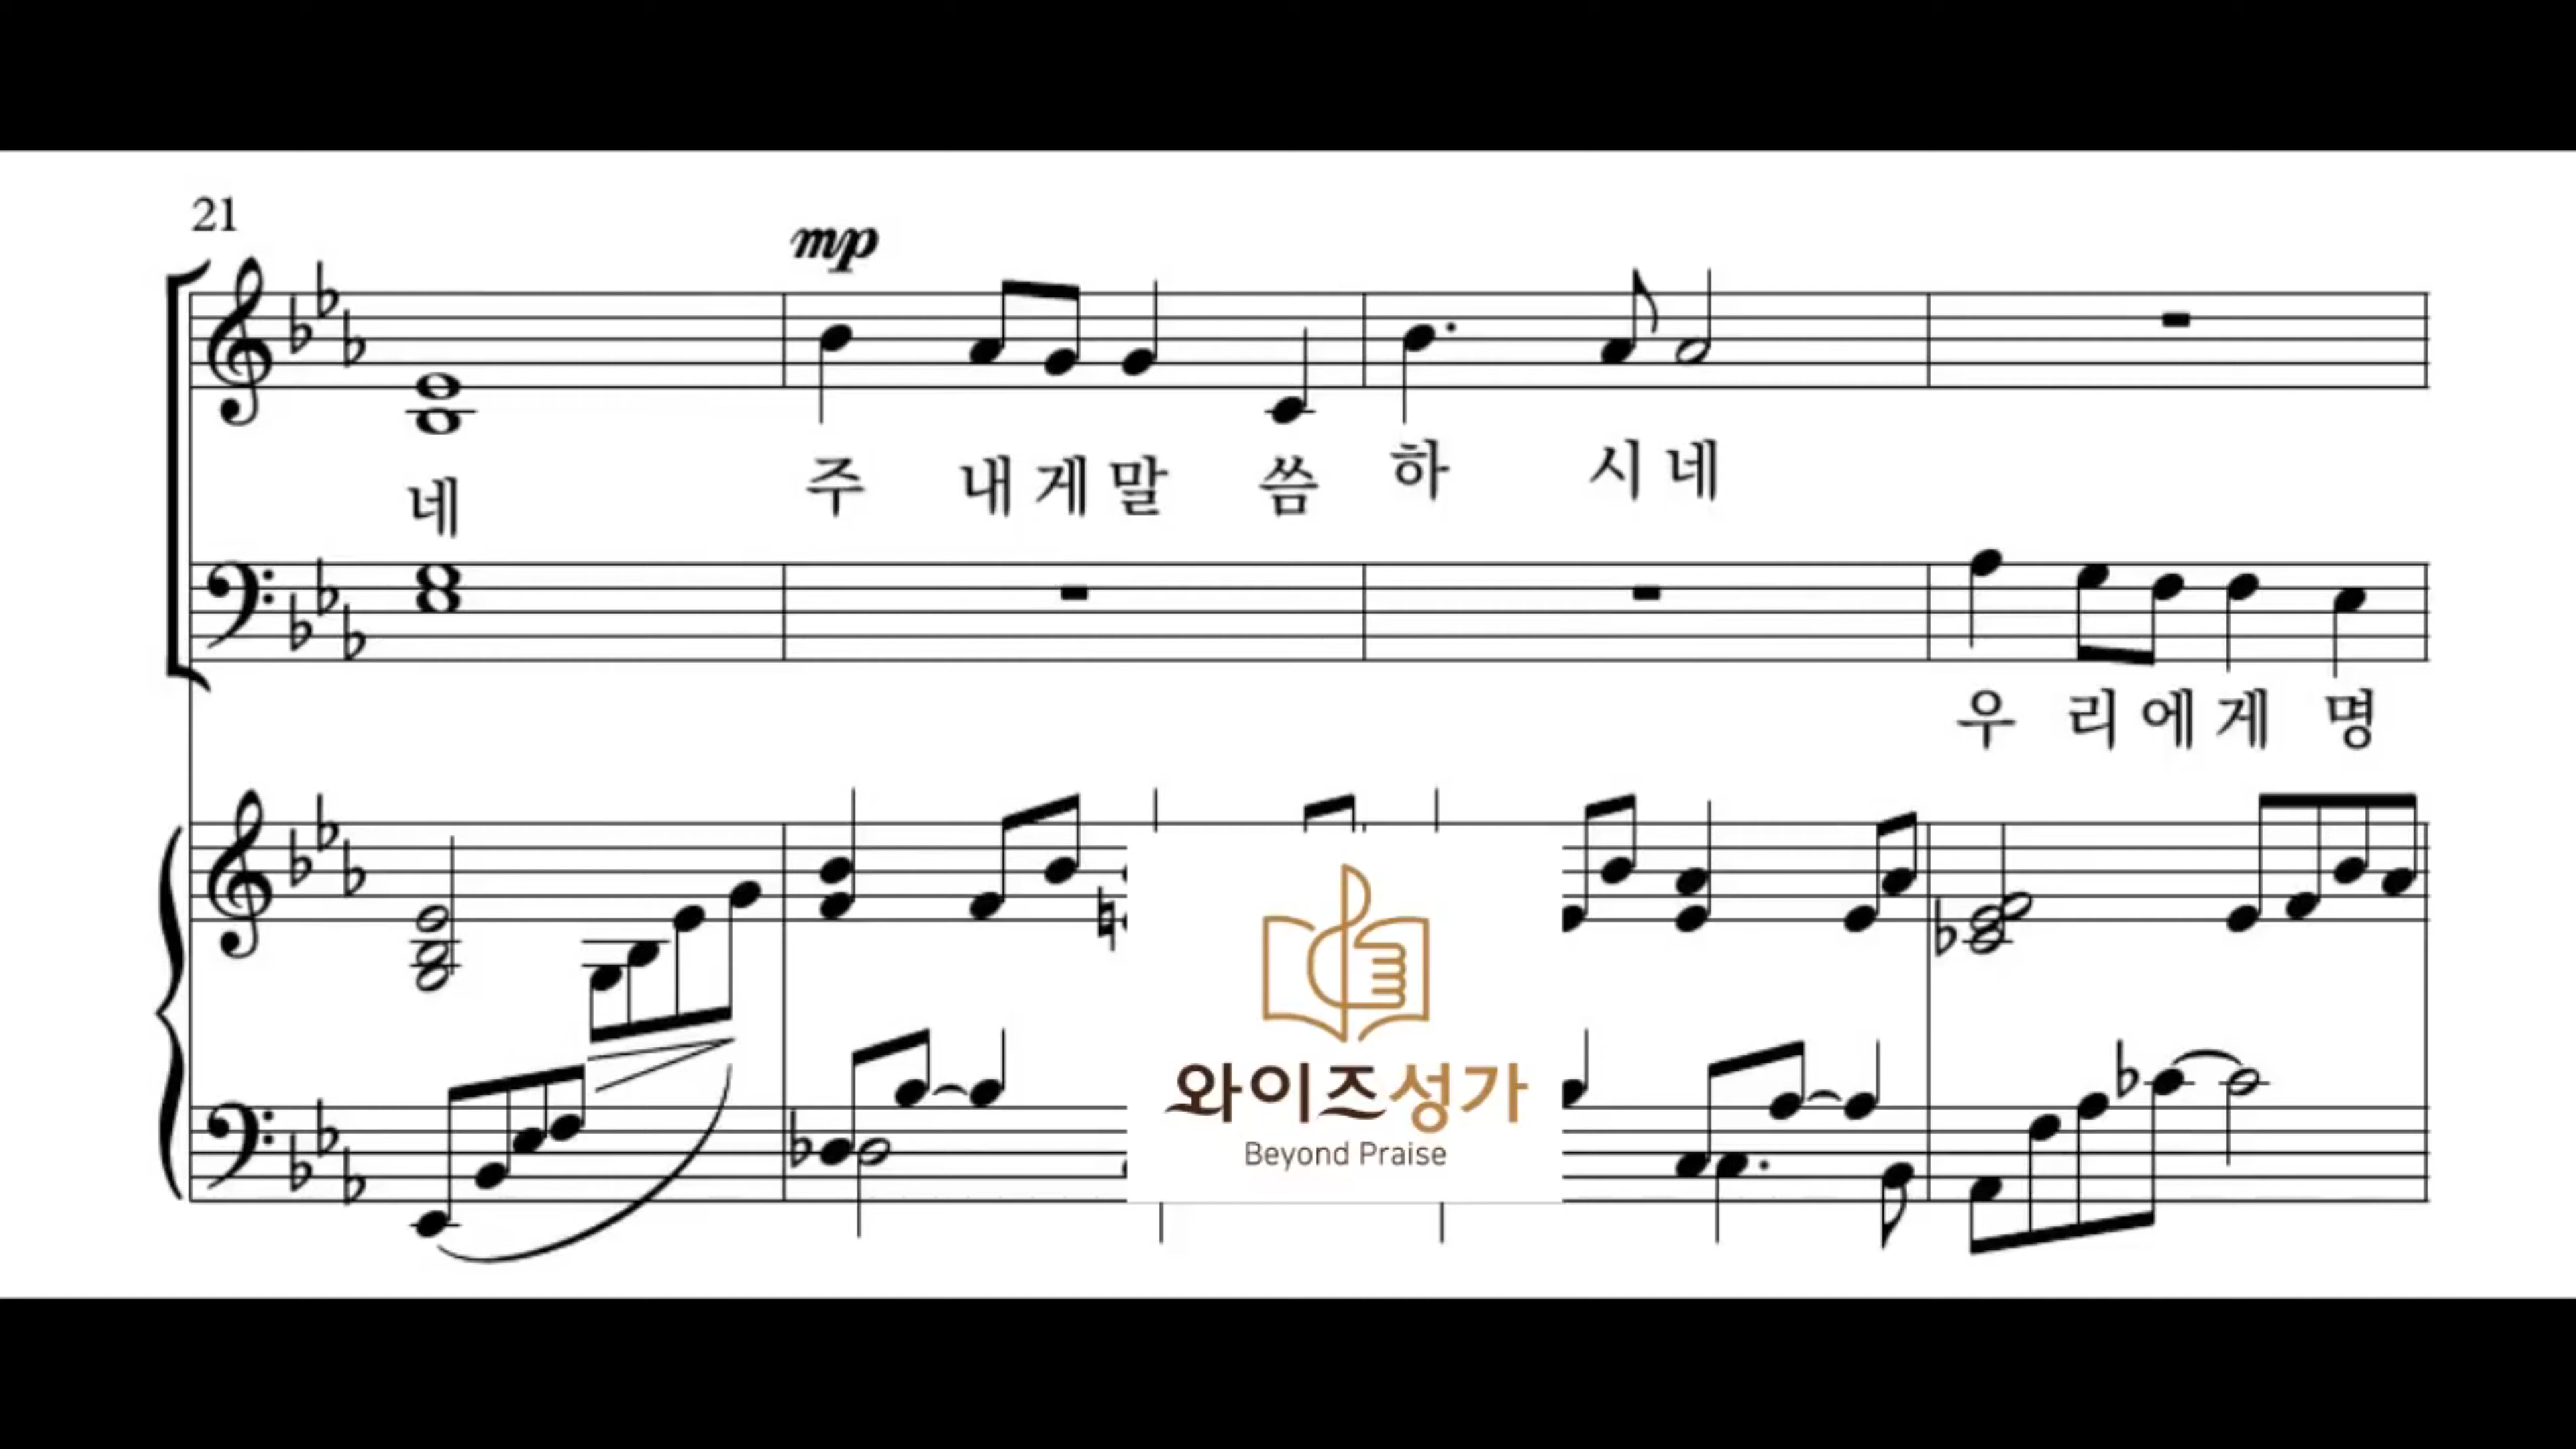 21
mp
네 주 내 게 말 씀 하 시 네
우 리 에 게 명
와이즈성가
Beyond Praise